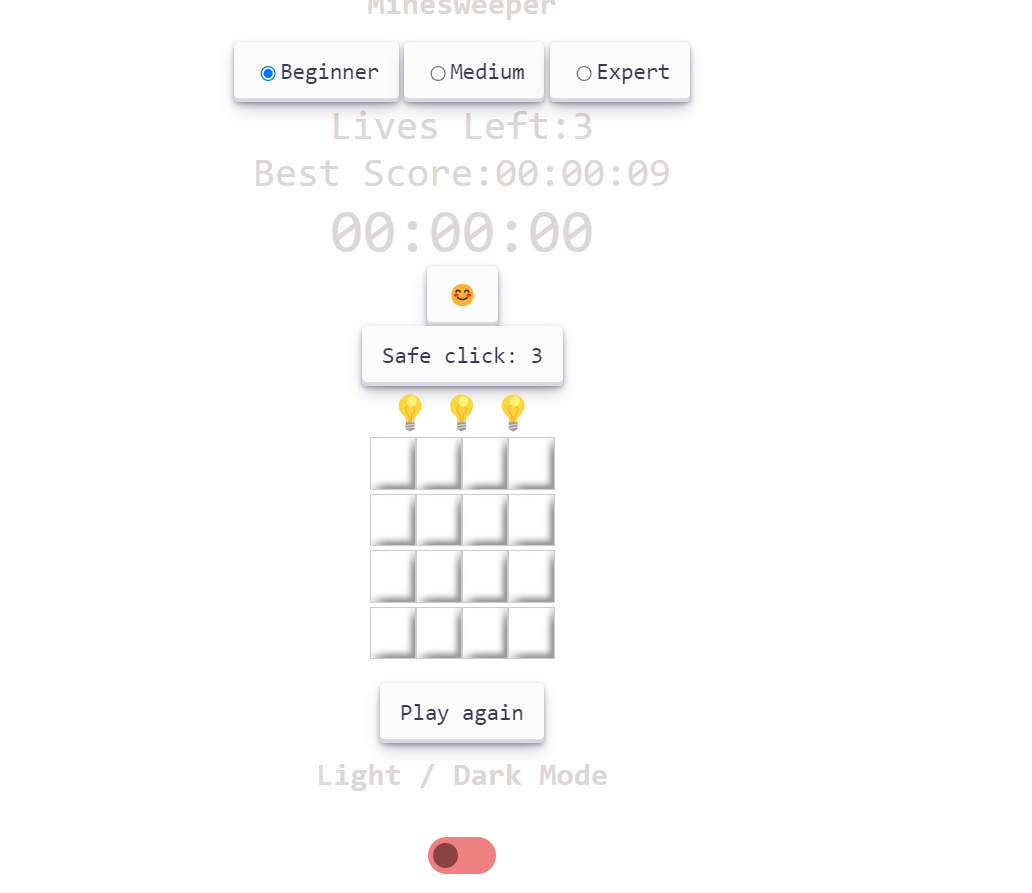 Minesweeper
Beginner Medium Expert
Lives Left:3
Best Score:00:00:09
00:00:00
Safe click: 3
Play again
Light / Dark Mode